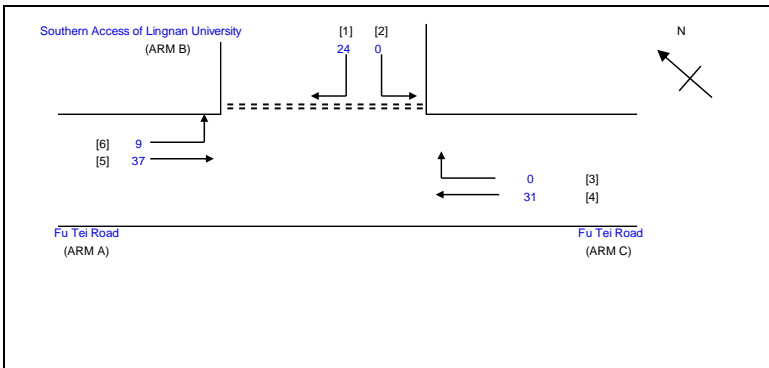 Southern Access of Lingnan University [1] [2] N
(ARM B) 24 0
[6] 9
[5] 37
0 [3]
31 [4]
Fu Tei Road Fu Tei Road
(ARM A) (ARM C)